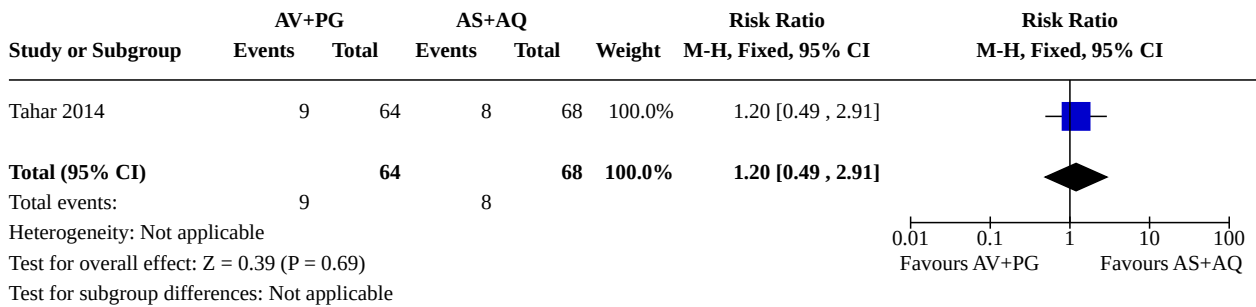 AV+PG AS+AQ Risk Ratio Risk Ratio
Study or Subgroup Events Total Events Total Weight M-H, Fixed, 95% CI M-H, Fixed, 95% CI
Tahar 2014 9 64 8 68 100.0% 1.20 [0.49 , 2.91]
Total (95% CI) 64 68 100.0% 1.20 [0.49 , 2.91]
Total events: 9 8
Heterogeneity: Not applicable
0.01 0.1 1 10 100
Test for overall effect: Z = 0.39 (P = 0.69)
Favours AV+PG Favours AS+AQ
Test for subgroup differences: Not applicable